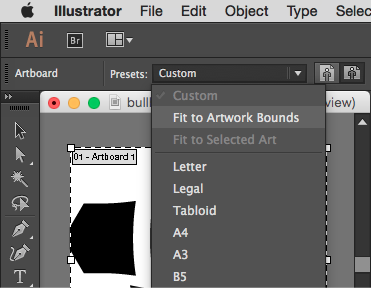 Illustrator File Edit Object Type Selec
Ai Br
Artboard Presets: Custom
Custom
bull
view)
Fit to Artwork Bounds
Fit to Selected Art
01 - Artboard 1
Letter
Legal
Tabloid
A4
A3
B5
T